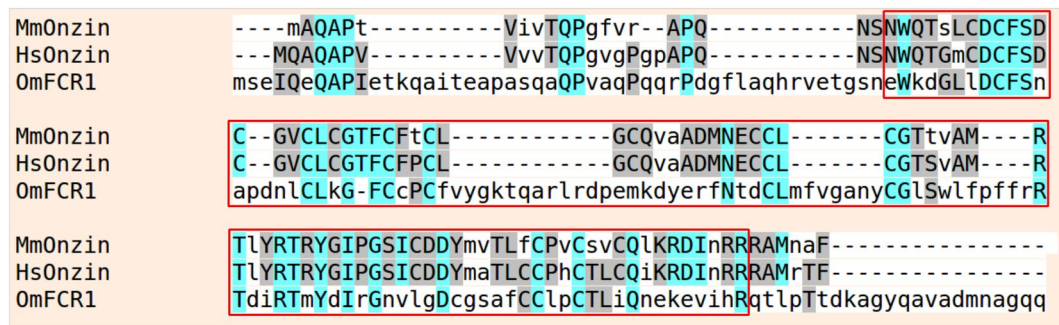 MmOnzin ----mAQAPt----------VivTQPgfvr--APQ-----------NSNWQTsLCDCFSD
HsOnzin ---MQAQAPV----------VvvTQPgvgPgpAPQ-----------NSNWQTGmCDCFSD
OmFCR1 mseIQeQAPIetkqaiteapasqaQPvaqPqqrPdgflaqhrvetgsneWkdGLlDCFSn
MmOnzin C--GVCLCGTFCFtCL------------GCQvaADMNECCL-------CGTtvAM----R
HsOnzin C--GVCLCGTFCFPCL------------GCQvaADMNECCL-------CGTSvAM----R
OmFCR1 apdnlCLkG-FCcPCfvygktqarlrdpemkdyerfNtdCLmfvganyCGlSwlfpffrR
MmOnzin TlYRTRYGIPGSICDDYmvTLfCPvCsvCQlKRDInRRRAMnaF----------------
HsOnzin TlYRTRYGIPGSICDDYmaTLCCPhCTLCQiKRDInRRRAMrTF----------------
OmFCR1 TdiRTmYdIrGnvlgDcgsafCClpCTLiQnekevihRqtlpTtdkagyqavadmnagqq